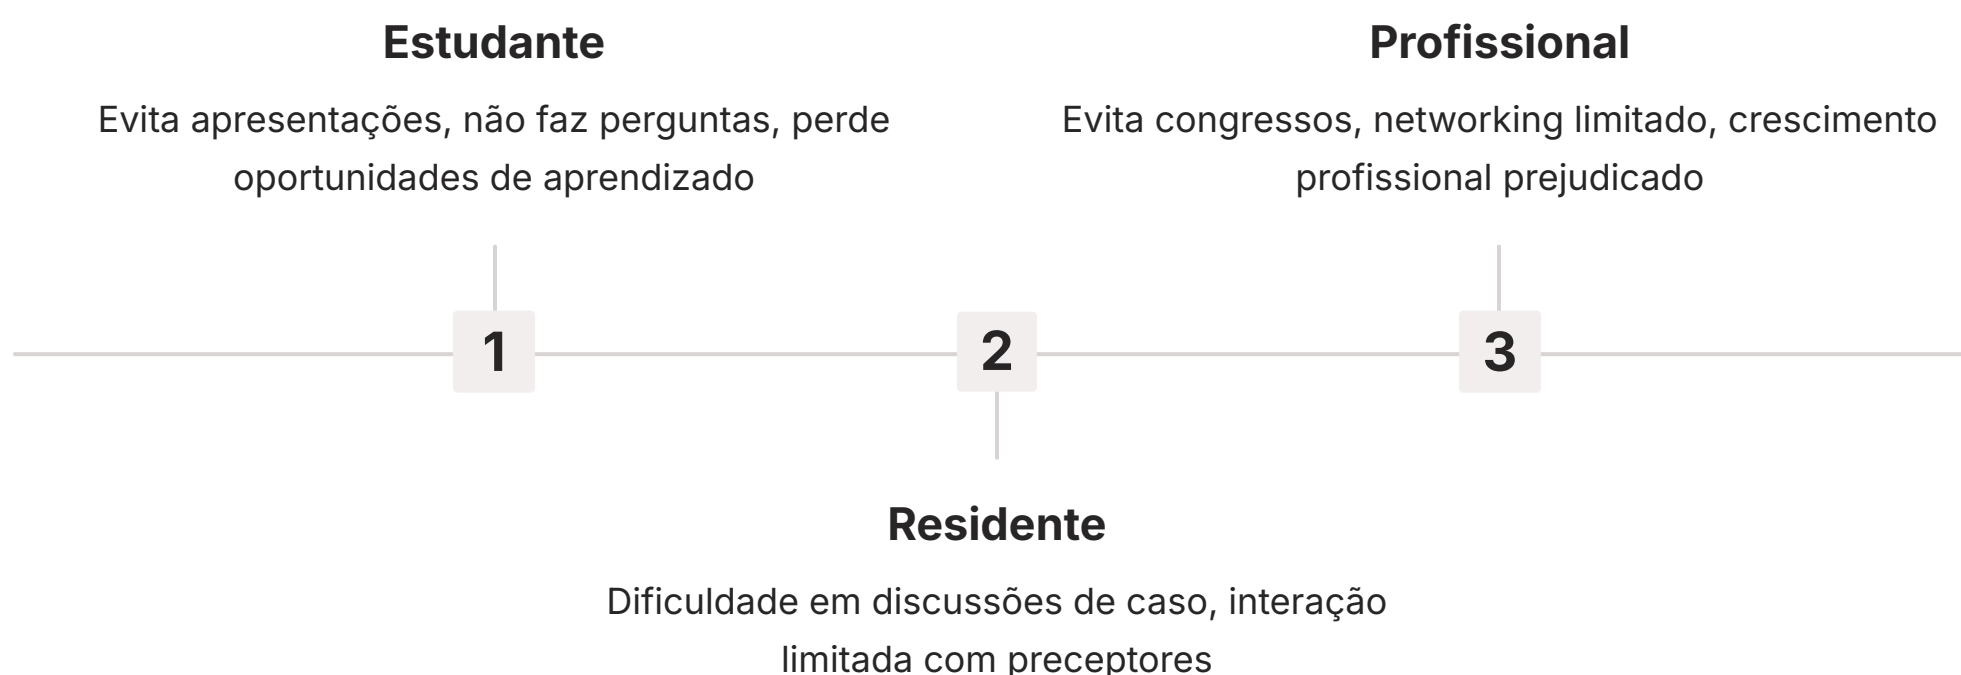 Estudante
Evita apresentações, não faz perguntas, perde
oportunidades de aprendizado
Profissional
Evita congressos, networking limitado, crescimento
profissional prejudicado
1
2
3
Residente
Dificuldade em discussões de caso, interação
limitada com preceptores